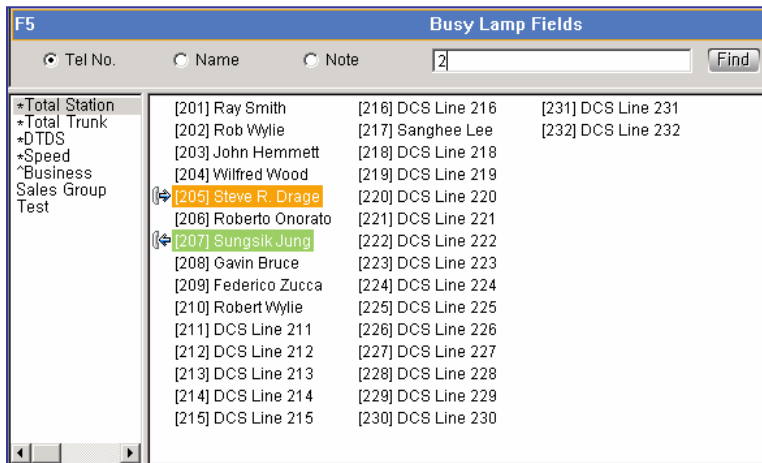 F5 Busy Lamp Fields
Tel No. Name Note 2 Find
*Total Station
*Total Trunk
*DTDS
*Speed
^Business
Sales Group
Test
[201] Ray Smith
[202] Rob Wylie
[203] John Hemmett
[204] Wilfred Wood
[205] Steve R. Drage
[206] Roberto Onorato
[207] Sungsik Jung
[208] Gavin Bruce
[209] Federico Zucca
[210] Robert Wylie
[211] DCS Line 211
[212] DCS Line 212
[213] DCS Line 213
[214] DCS Line 214
[215] DCS Line 215
[216] DCS Line 216
[217] Sanghee Lee
[218] DCS Line 218
[219] DCS Line 219
[220] DCS Line 220
[221] DCS Line 221
[222] DCS Line 222
[223] DCS Line 223
[224] DCS Line 224
[225] DCS Line 225
[226] DCS Line 226
[227] DCS Line 227
[228] DCS Line 228
[229] DCS Line 229
[230] DCS Line 230
[231] DCS Line 231
[232] DCS Line 232